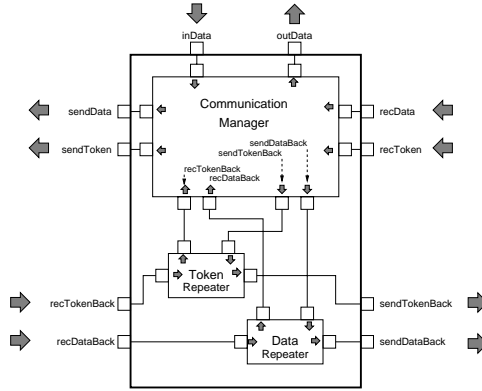 inData
outData
Communication
Manager
sendData
recData
sendToken
recToken
sendDataBack
sendTokenBack
recTokenBack
recDataBack
Token
Repeater
recTokenBack
sendTokenBack
Data
Repeater
recDataBack
sendDataBack